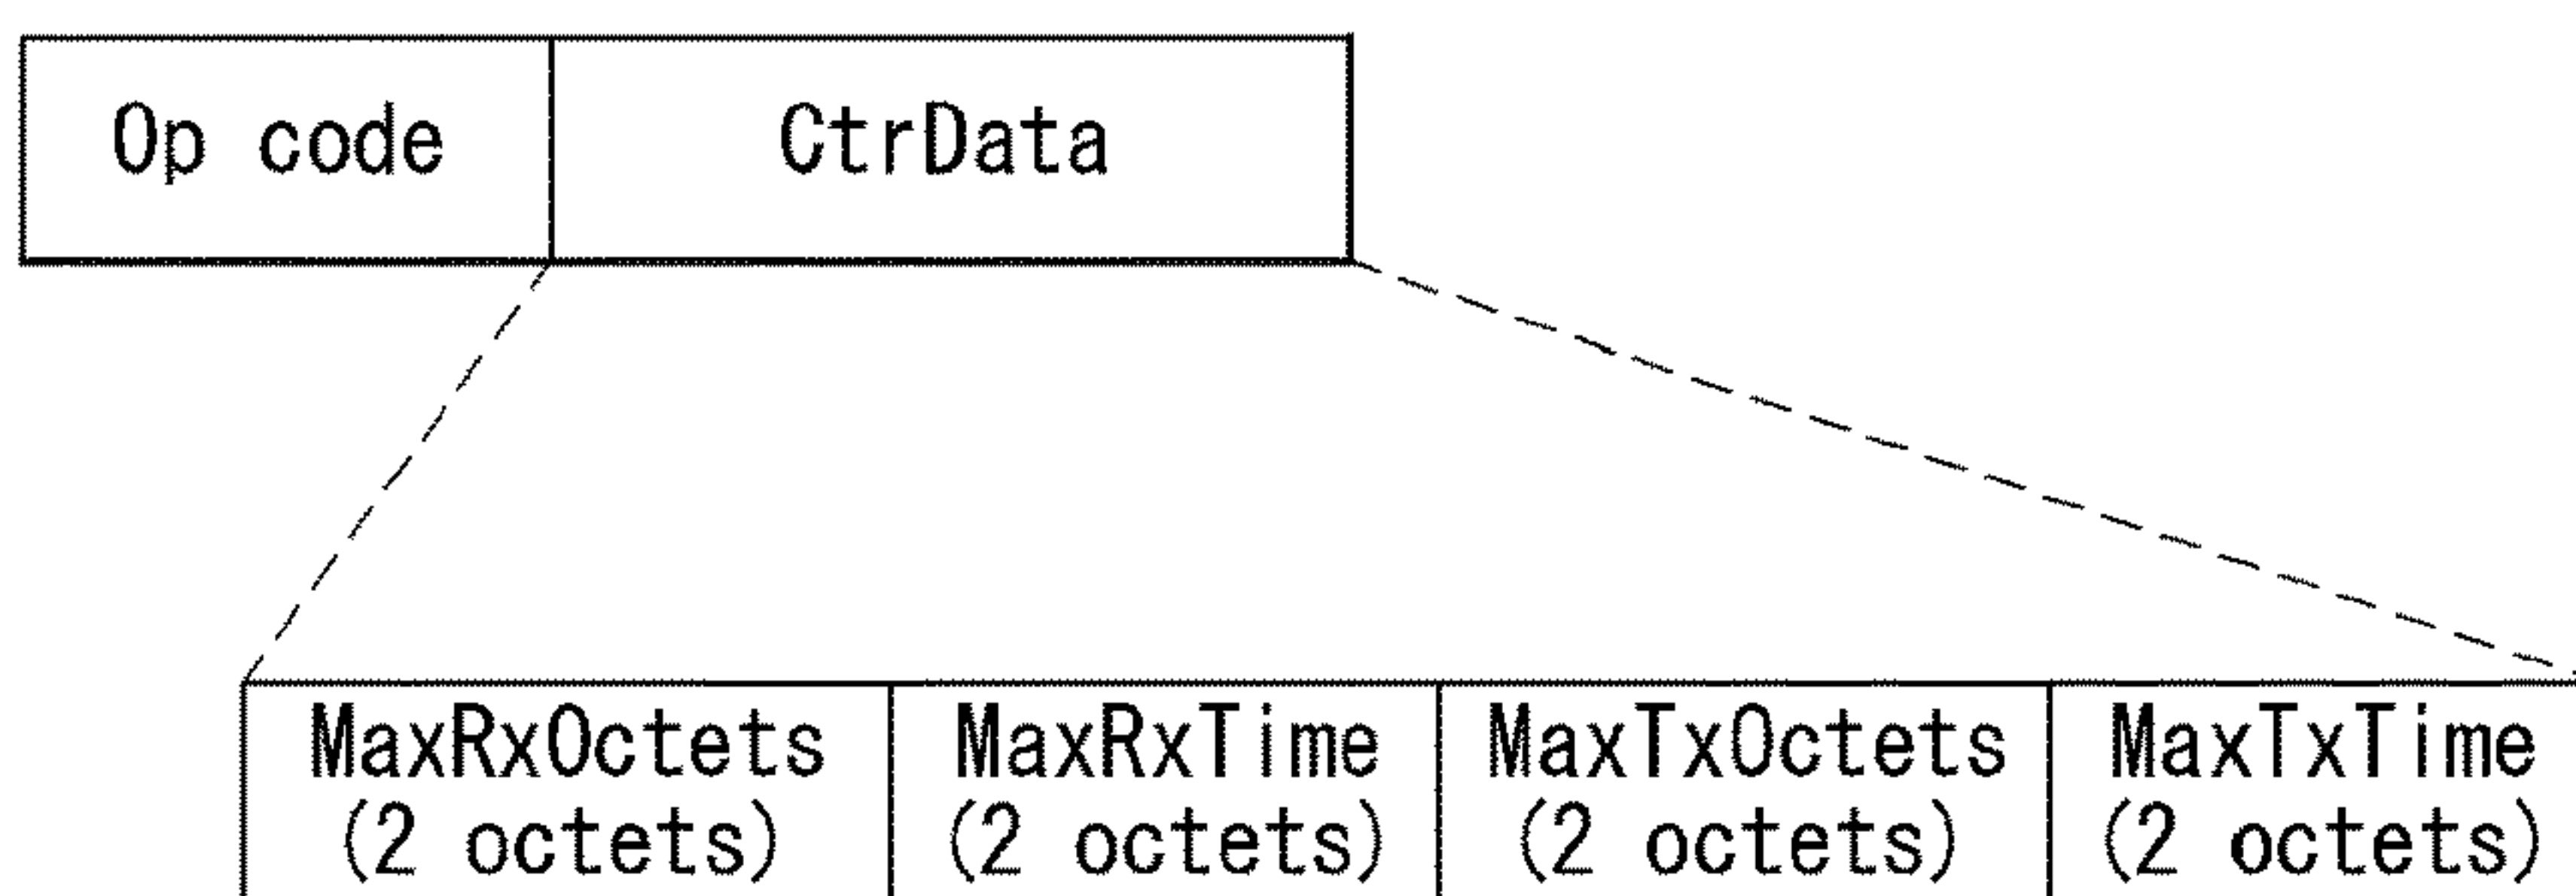 Op code CtrData
MaxRxOctets MaxRxTime MaxTxOctets MaxTxTime
(2 octets) (2 octets) (2 octets) (2 octets)